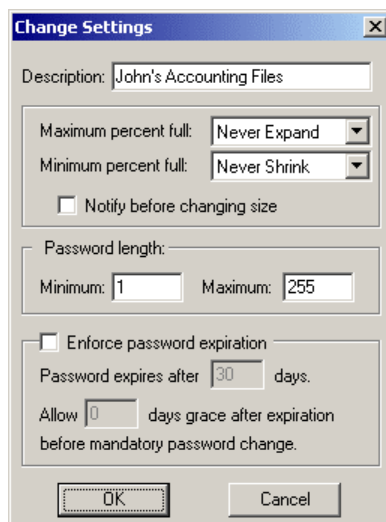 Change Settings
Description: John's Accounting Files
Maximum percent full: Never Expand
Minimum percent full: Never Shrink
Notify before changing size
Password length:
Minimum: 1 Maximum: 255
Enforce password expiration
Password expires after 30 days.
Allow 0 days grace after expiration
before mandatory password change.
OK Cancel